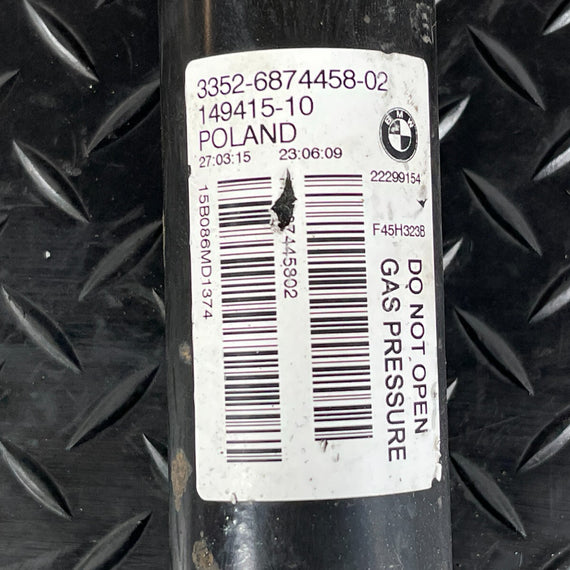 3352-6874458-02
149415-10
POLAND
BMW
27:03:15 23:06:09
22299154
F45H323B
15B086MD1374
DO NOT OPEN
GAS PRESSURE